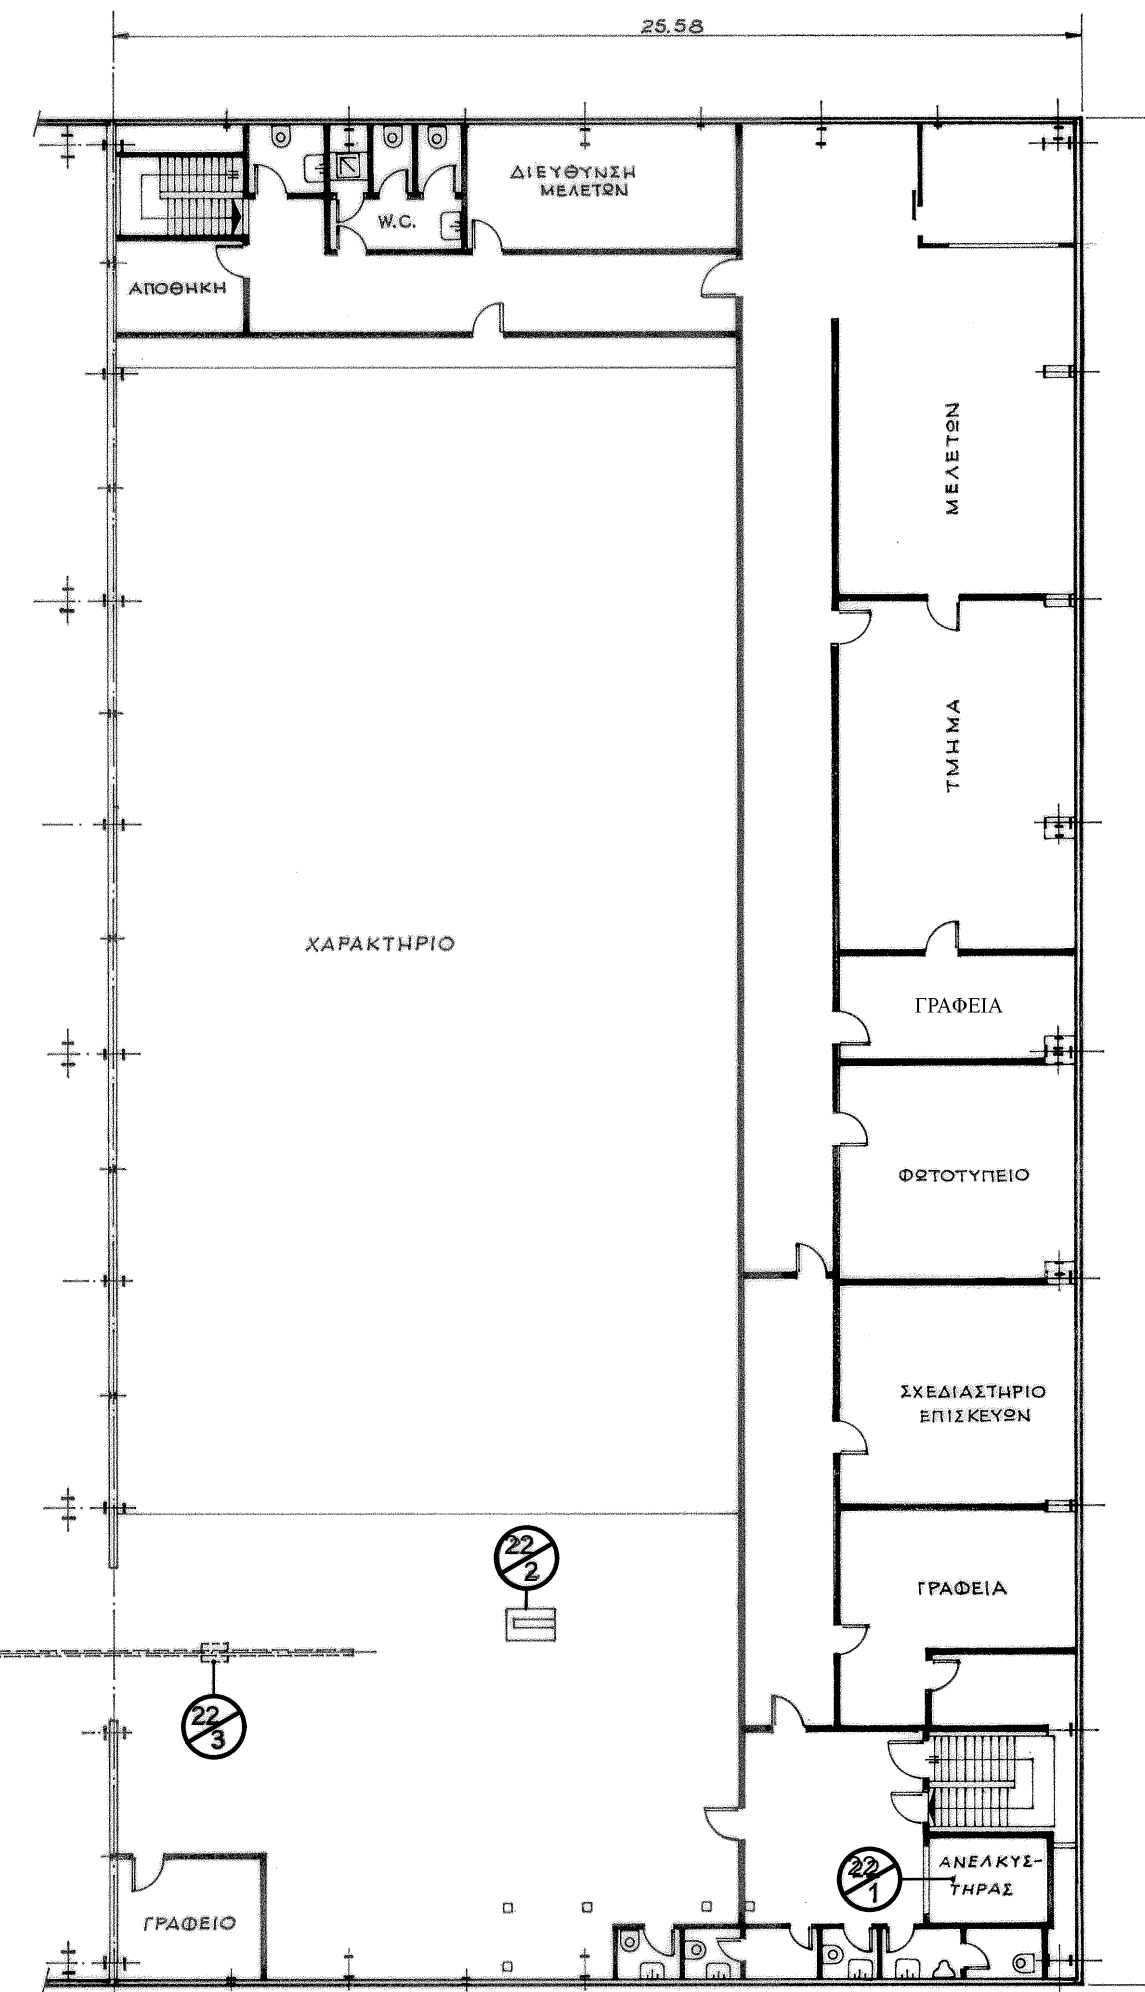 25.58
ΔΙΕΥΘΥΝΣΗ
ΜΕΛΕΤΩΝ
W.C.
ΑΠΟΘΗΚΗ
ΜΕΛΕΤΩΝ
ΤΜΗΜΑ
ΧΑΡΑΚΤΗΡΙΟ
ΓΡΑΦΕΙΑ
ΦΩΤΟΤΥΠΕΙΟ
ΣΧΕΔΙΑΣΤΗΡΙΟ
ΕΠΙΣΚΕΥΩΝ
22
2
ΓΡΑΦΕΙΑ
22
3
22
1
ΑΝΕΛΚΥΣ-
ΤΗΡΑΣ
ΓΡΑΦΕΙΟ